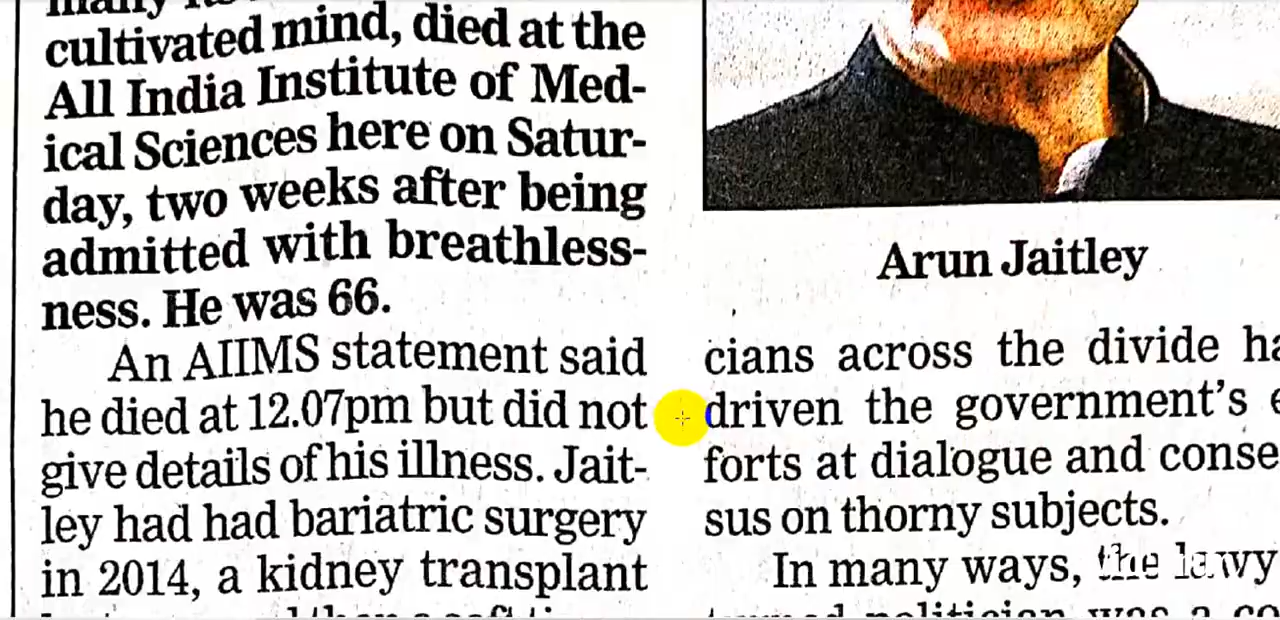 cultivated mind, died at the
All India Institute of Med-
ical Sciences here on Satur-
day, two weeks after being
admitted with breathless-
ness. He was 66.
An AIIMS statement said
he died at 12.07pm but did not
give details of his illness. Jait-
ley had had bariatric surgery
in 2014, a kidney transplant
Arun Jaitley
cians across the divide
driven the government's
forts at dialogue and conse
sus on thorny subjects.
In many ways, the